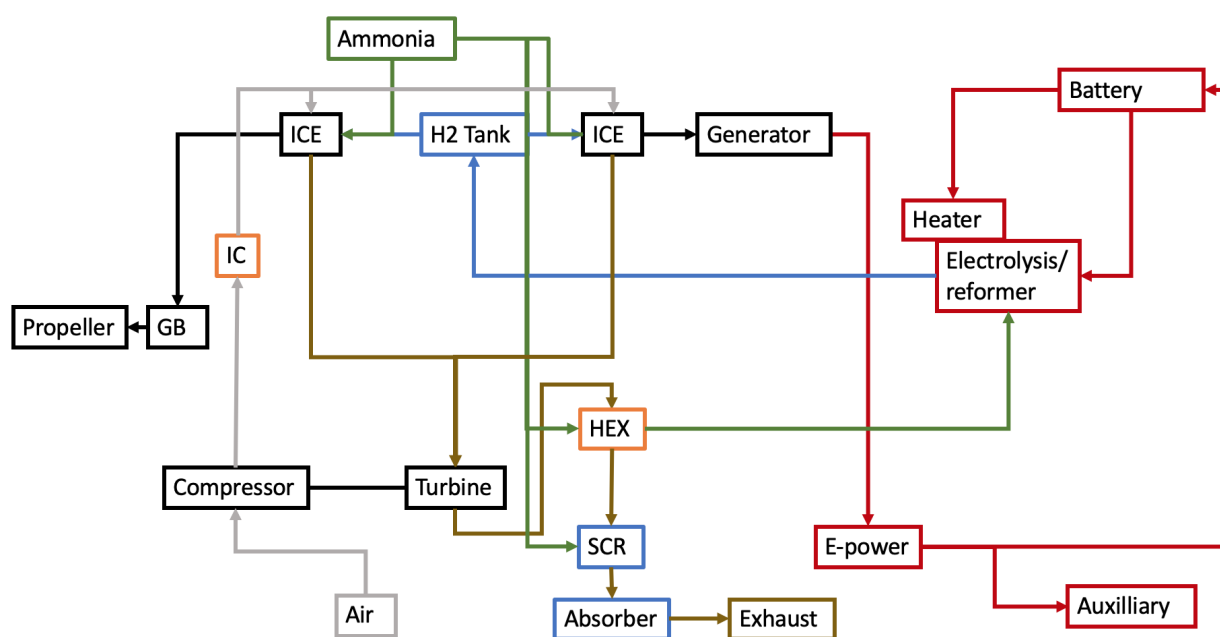 Ammonia
Battery
ICE
H2 Tank
ICE
Generator
Heater
IC
Electrolysis/
reformer
Propeller
GB
HEX
Compressor
Turbine
SCR
E-power
Air
Absorber
Exhaust
Auxilliary